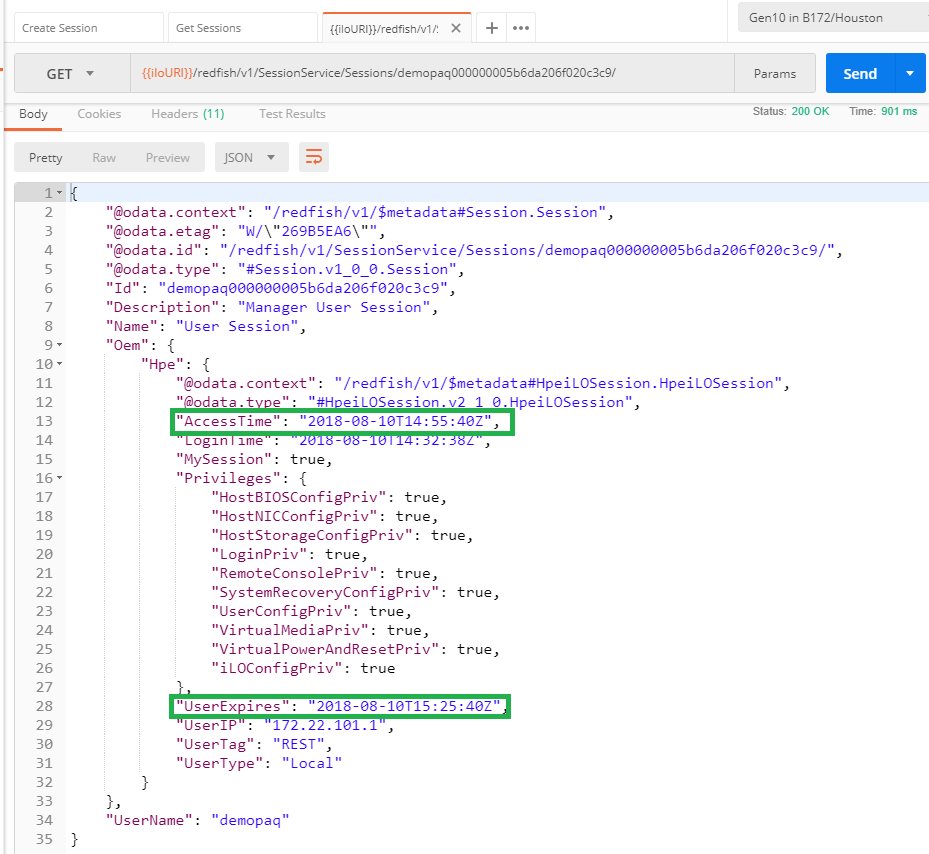 Create Session
Get Sessions
{{iloURI}}/redfish/v1/S
Gen10 in B172/Houston
GET
{{iloURI}}/redfish/v1/SessionService/Sessions/demopaq000000005b6da206f020c3c9/
Params
Send
Body
Cookies
Headers (11)
Test Results
Status: 200 OK
Time: 901 ms
Pretty
Raw
Preview
JSON
1 {
2 "@odata.context": "/redfish/v1/$metadata#Session.Session",
3 "@odata.etag": "W/\"269B5EA6\"",
4 "@odata.id": "/redfish/v1/SessionService/Sessions/demopaq000000005b6da206f020c3c9/",
5 "@odata.type": "#Session.v1_0_0.Session",
6 "Id": "demopaq000000005b6da206f020c3c9",
7 "Description": "Manager User Session",
8 "Name": "User Session",
9 "Oem": {
10 "Hpe": {
11 "@odata.context": "/redfish/v1/$metadata#HpeiLOSession.HpeiLOSession",
12 "@odata.type": "#HpeiLOSession.v2_1_0.HpeiLOSession",
13 "AccessTime": "2018-08-10T14:55:40Z",
14 "LoginTime": "2018-08-10T14:32:38Z",
15 "MySession": true,
16 "Privileges": {
17 "HostBIOSConfigPriv": true,
18 "HostNICConfigPriv": true,
19 "HostStorageConfigPriv": true,
20 "LoginPriv": true,
21 "RemoteConsolePriv": true,
22 "SystemRecoveryConfigPriv": true,
23 "UserConfigPriv": true,
24 "VirtualMediaPriv": true,
25 "VirtualPowerAndResetPriv": true,
26 "iLOConfigPriv": true
27 },
28 "UserExpires": "2018-08-10T15:25:40Z",
29 "UserIP": "172.22.101.1",
30 "UserTag": "REST",
31 "UserType": "Local"
32 }
33 },
34 "UserName": "demopaq"
35 }